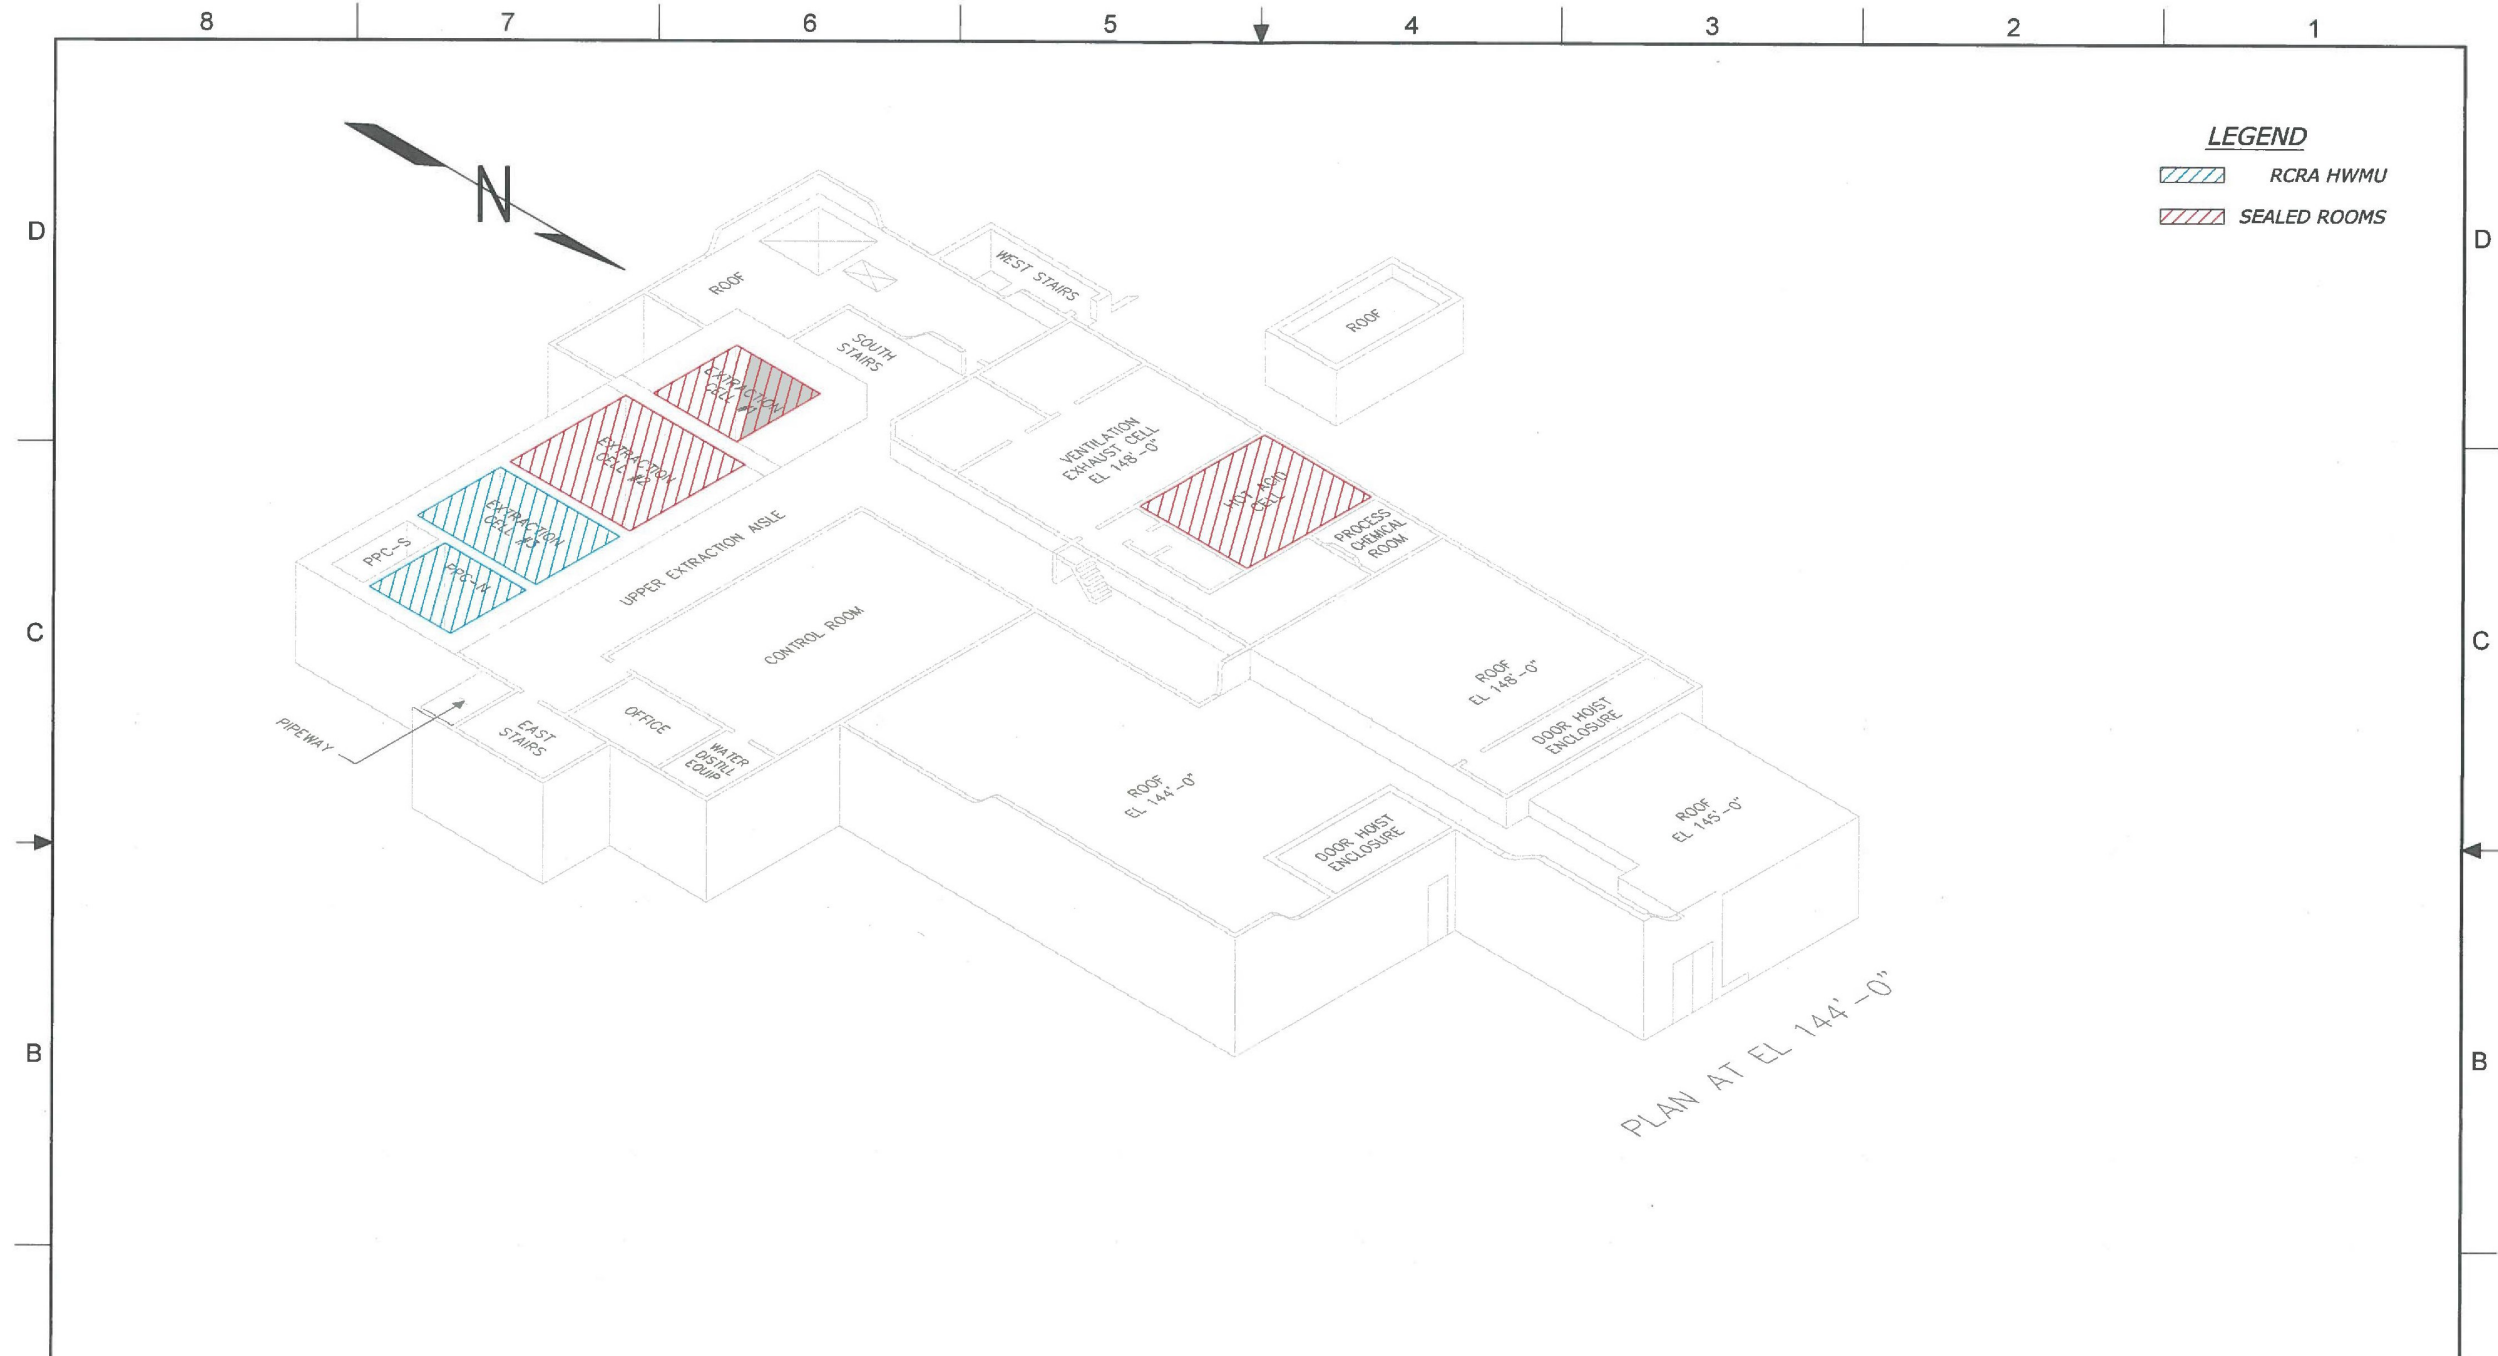 8 7 6 5 4 3 2 1
N
LEGEND
RCRA HWMU
SEALED ROOMS
D
D
WEST STAIRS
ROOF
ROOF
SOUTH
STAIRS
EXTRACTION
CELL #1
VENTILATION
EXHAUST CELL
EL 148'-0"
EXTRACTION
CELL #2
HOT ACID
CELL
PROCESS
CHEMICAL
ROOM
EXTRACTION
CELL #3
PPC-S
PPC-N
UPPER EXTRACTION AISLE
C
C
CONTROL ROOM
ROOF
EL 148'-0"
PIPEWAY
EAST
STAIRS
OFFICE
WATER
DISTILL
EQUIP
DOOR HOIST
ENCLOSURE
ROOF
EL 144'-0"
ROOF
EL 145'-0"
DOOR HOIST
ENCLOSURE
PLAN AT EL 144'-0"
B
B